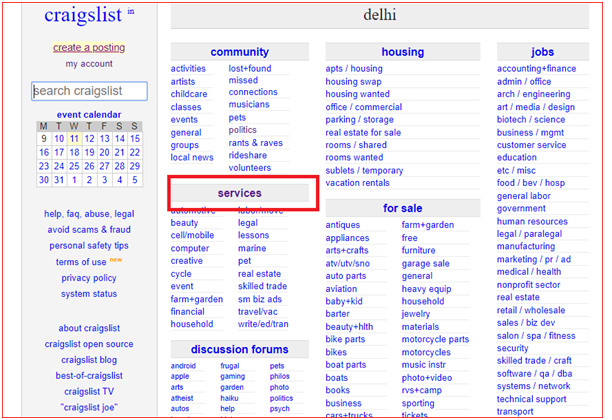 craigslist in
create a posting
my account
search craigslist
event calendar
M T W T F S S
9 10 11 12 13 14 15
16 17 18 19 20 21 22
23 24 25 26 27 28 29
30 31 1 2 3 4 5
help, faq, abuse, legal
avoid scams & fraud
personal safety tips
terms of use new
privacy policy
system status
about craigslist
craigslist open source
craigslist blog
best-of-craigslist
craigslist TV
"craigslist joe"
delhi
community
activities
artists
childcare
classes
events
general
groups
local news
lost+found
missed
connections
musicians
pets
politics
rants & raves
rideshare
volunteers
services
automotive
beauty
cell/mobile
computer
creative
cycle
event
farm+garden
financial
household
labor/move
legal
lessons
marine
pet
real estate
skilled trade
sm biz ads
travel/vac
write/ed/tran
discussion forums
android
apple
arts
atheist
autos
frugal
gaming
garden
haiku
help
pets
philos
photo
politics
psych
housing
apts / housing
housing swap
housing wanted
office / commercial
parking / storage
real estate for sale
rooms / shared
rooms wanted
sublets / temporary
vacation rentals
for sale
antiques
appliances
arts+crafts
atv/utv/sno
auto parts
aviation
baby+kid
barter
beauty+hlth
bike parts
bikes
boat parts
boats
books
business
cars+trucks
farm+garden
free
furniture
garage sale
general
heavy equip
household
jewelry
materials
motorcycle parts
motorcycles
music instr
photo+video
rvs+camp
sporting
tickets
jobs
accounting+finance
admin / office
arch / engineering
art / media / design
biotech / science
business / mgmt
customer service
education
etc / misc
food / bev / hosp
general labor
government
human resources
legal / paralegal
manufacturing
marketing / pr / ad
medical / health
nonprofit sector
real estate
retail / wholesale
sales / biz dev
salon / spa / fitness
security
skilled trade / craft
software / qa / dba
systems / network
technical support
transport